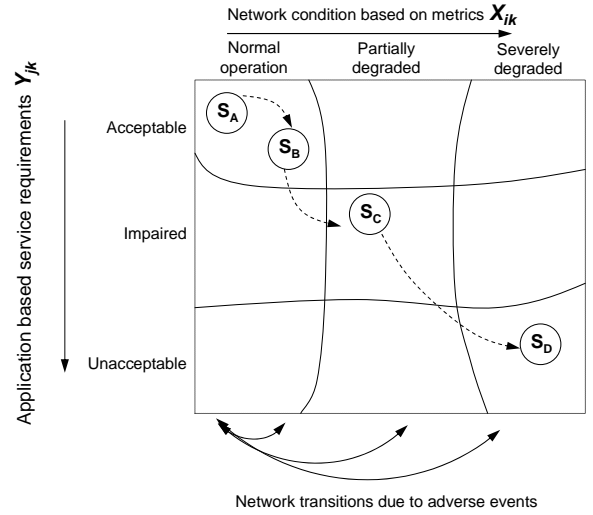 Network condition based on metrics X_ik
Normal operation
Partially degraded
Severely degraded
Application based service requirements Y_jk
Acceptable
Impaired
Unacceptable
S_A
S_B
S_C
S_D
Network transitions due to adverse events